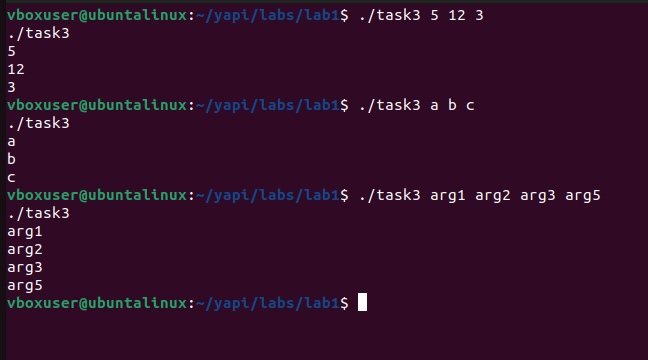 vboxuser@ubuntalinux:~/yapi/labs/lab1$ ./task3 5 12 3
./task3
5
12
3
vboxuser@ubuntalinux:~/yapi/labs/lab1$ ./task3 a b c
./task3
a
b
c
vboxuser@ubuntalinux:~/yapi/labs/lab1$ ./task3 arg1 arg2 arg3 arg5
./task3
arg1
arg2
arg3
arg5
vboxuser@ubuntalinux:~/yapi/labs/lab1$